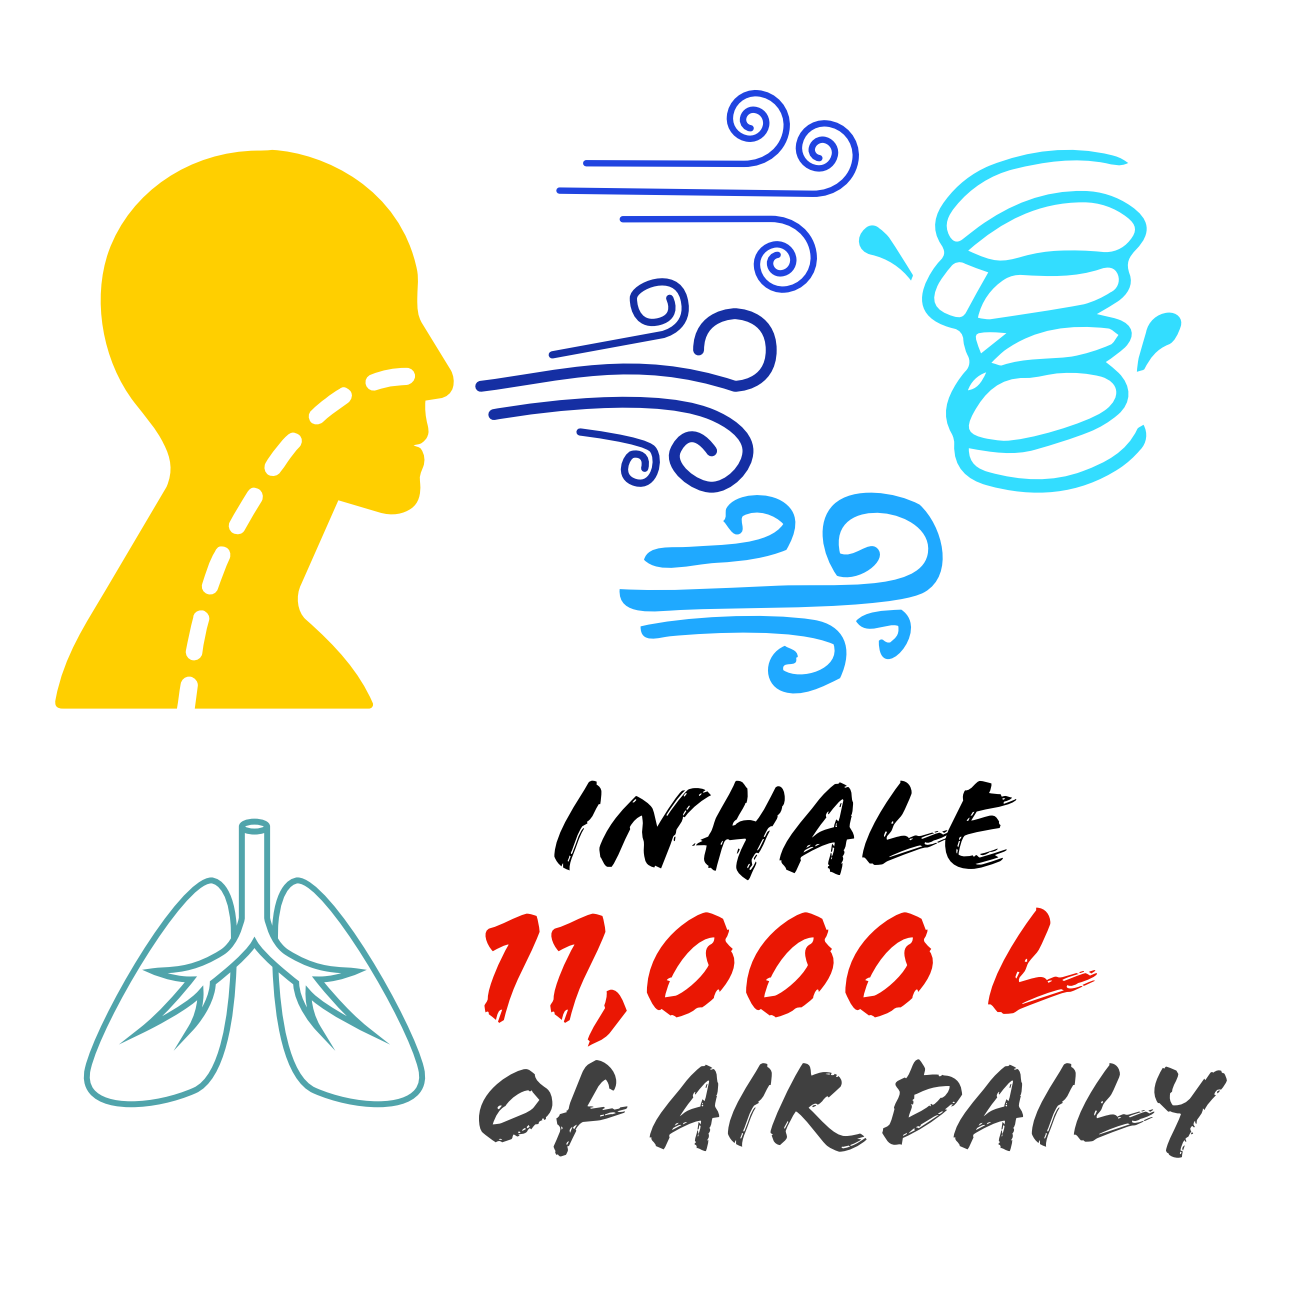 INHALE
11,000 L
OF AIR DAILY